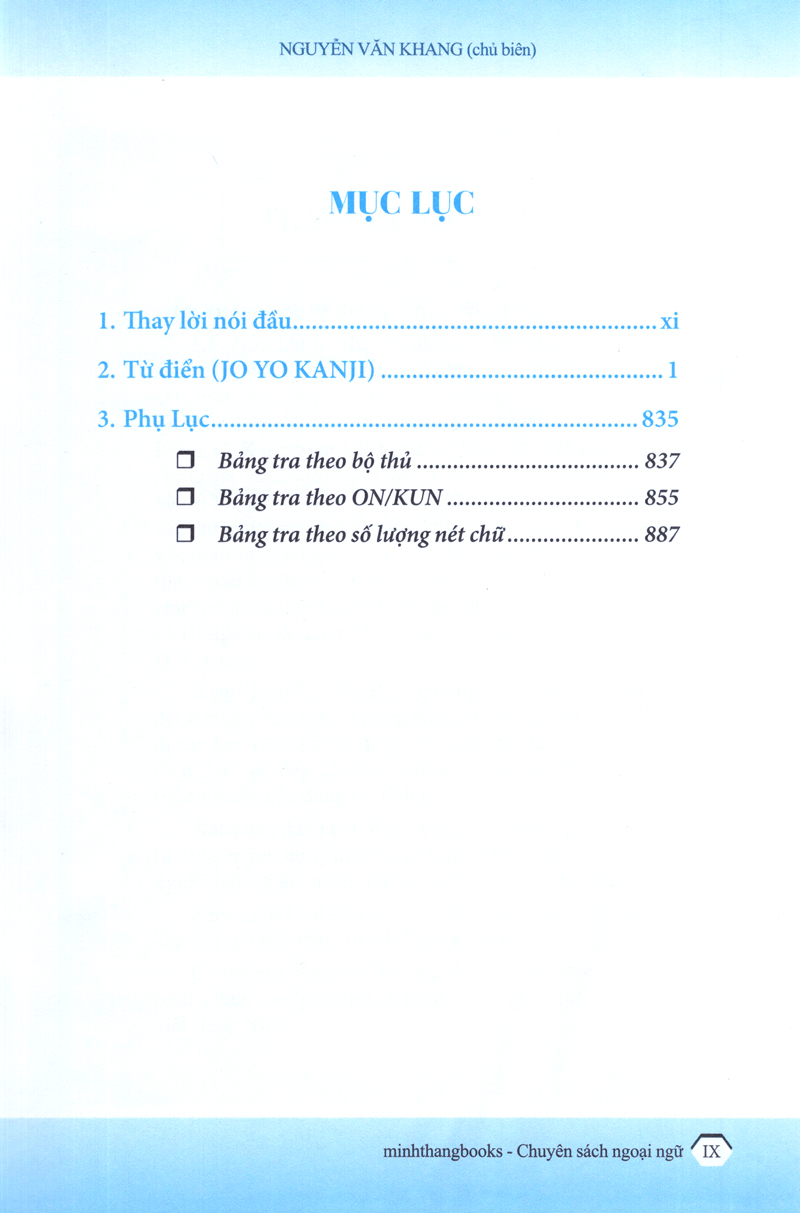 NGUYỄN VĂN KHANG (chủ biên)
MỤC LỤC
1. Thay lời nói đầu............................................................xi
2. Từ điển (JO YO KANJI) ..............................................1
3. Phụ Lục......................................................................835
❒ Bảng tra theo bộ thủ ...................................... 837
❒ Bảng tra theo ON/KUN ................................. 855
❒ Bảng tra theo số lượng nét chữ....................... 887
minhthangbooks - Chuyên sách ngoại ngữ IX